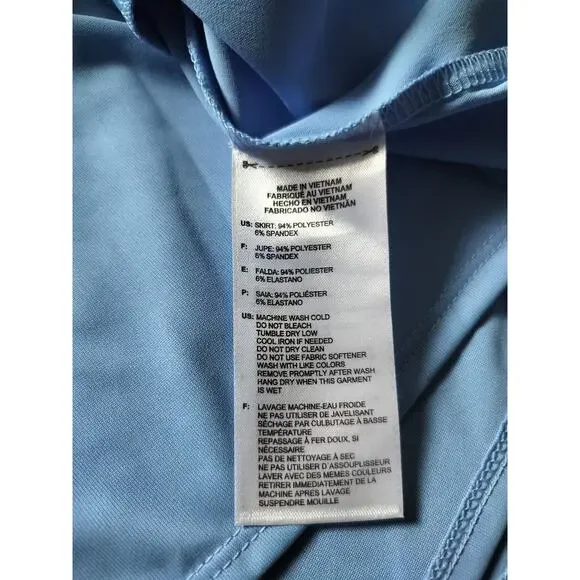 MADE IN VIETNAM
FABRIQUÉ AU VIETNAM
HECHO EN VIETNAM
FABRICADO NO VIETNÁN
US: SKIRT: 94% POLYESTER
6% SPANDEX
F: JUPE: 94% POLYESTER
6% SPANDEX
E: FALDA: 94% POLIESTER
6% ELASTANO
P: SAIA: 94% POLIÉSTER
6% ELASTANO
US: MACHINE WASH COLD
DO NOT BLEACH
TUMBLE DRY LOW
COOL IRON IF NEEDED
DO NOT DRY CLEAN
DO NOT USE FABRIC SOFTENER
WASH WITH LIKE COLORS
REMOVE PROMPTLY AFTER WASH
HANG DRY WHEN THIS GARMENT
IS WET
F: LAVAGE MACHINE-EAU FROIDE
NE PAS UTILISER DE JAVELISANT
SÉCHAGE PAR CULBUTAGE À BASSE
TEMPÉRATURE
REPASSAGE À FER DOUX, SI
NÉCESSAIRE
PAS DE NETTOYAGE À SEC
NE PAS UTILISER D'ASSOUPLISSEUR
LAVER AVEC DES MEMES COULEURS
RETIRER IMMEDIATEMENT DE LA
MACHINE APRES LAVAGE
SUSPENDRE MOUILLE